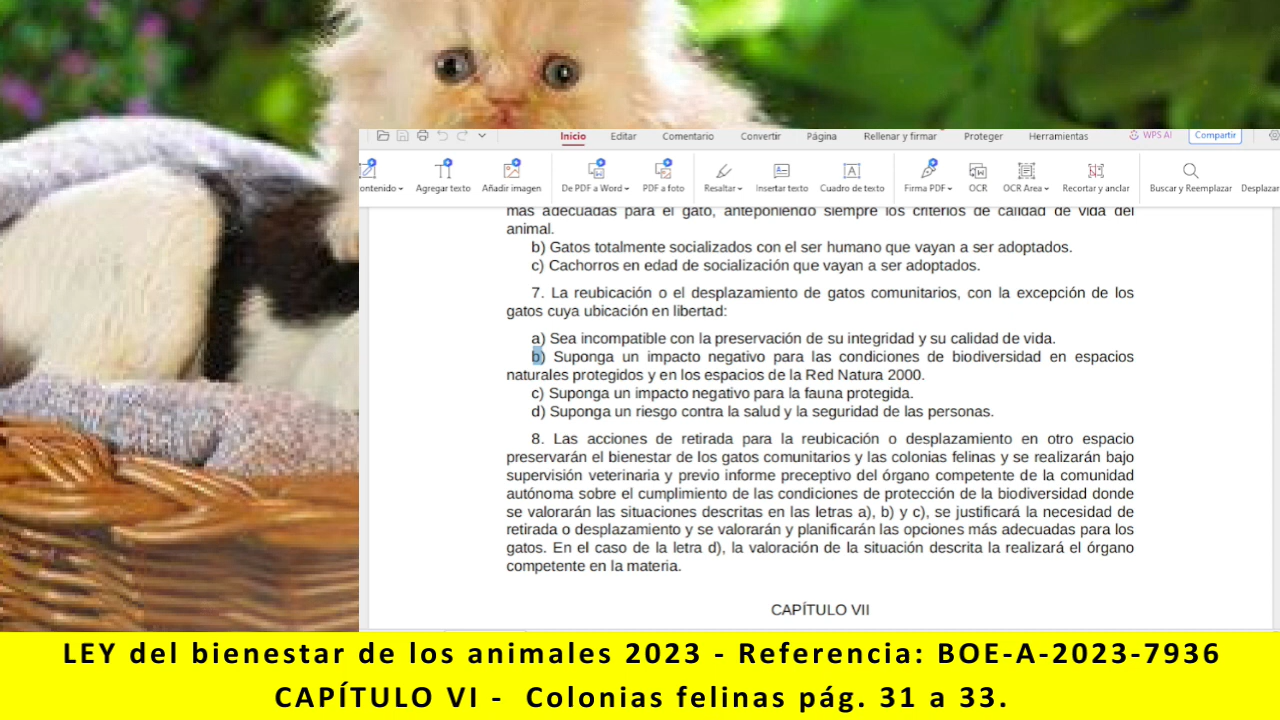 Inicio Editar Comentario Convertir Página Rellenar y firmar Proteger Herramientas WPS AI Compartir
ontenido Agregar texto Añadir imagen De PDF a Word PDF a foto Resaltar Insertar texto Cuadro de texto Firma PDF OCR OCR Area Recortar y anclar Buscar y Reemplazar Desplazar
más adecuadas para el gato, anteponiendo siempre los criterios de calidad de vida del
animal.
b) Gatos totalmente socializados con el ser humano que vayan a ser adoptados.
c) Cachorros en edad de socialización que vayan a ser adoptados.
7. La reubicación o el desplazamiento de gatos comunitarios, con la excepción de los
gatos cuya ubicación en libertad:
a) Sea incompatible con la preservación de su integridad y su calidad de vida.
b) Suponga un impacto negativo para las condiciones de biodiversidad en espacios
naturales protegidos y en los espacios de la Red Natura 2000.
c) Suponga un impacto negativo para la fauna protegida.
d) Suponga un riesgo contra la salud y la seguridad de las personas.
8. Las acciones de retirada para la reubicación o desplazamiento en otro espacio
preservarán el bienestar de los gatos comunitarios y las colonias felinas y se realizarán bajo
supervisión veterinaria y previo informe preceptivo del órgano competente de la comunidad
autónoma sobre el cumplimiento de las condiciones de protección de la biodiversidad donde
se valorarán las situaciones descritas en las letras a), b) y c), se justificará la necesidad de
retirada o desplazamiento y se valorarán y planificarán las opciones más adecuadas para los
gatos. En el caso de la letra d), la valoración de la situación descrita la realizará el órgano
competente en la materia.
CAPÍTULO VII
LEY del bienestar de los animales 2023 - Referencia: BOE-A-2023-7936
CAPÍTULO VI - Colonias felinas pág. 31 a 33.